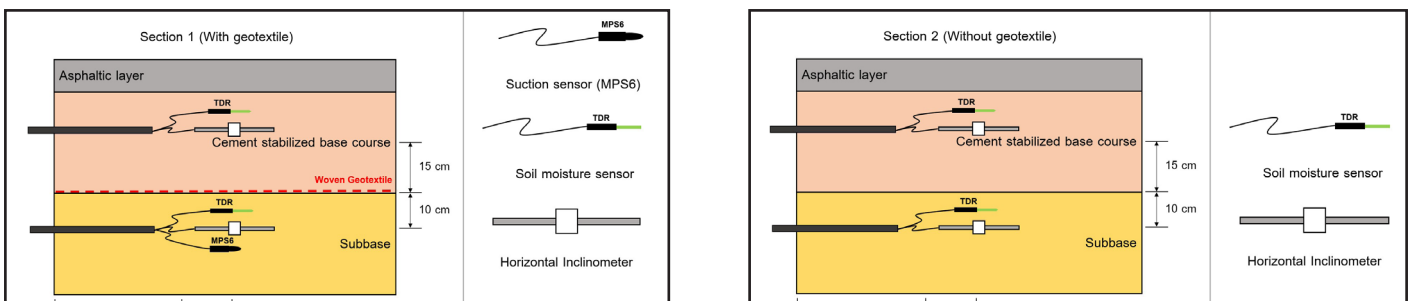 Section 1 (With geotextile)
Asphaltic layer
TDR
Cement stabilized base course
15 cm
Woven Geotextile
10 cm
TDR
MPS6
Subbase
MPS6
Suction sensor (MPS6)
TDR
Soil moisture sensor
Horizontal Inclinometer
Section 2 (Without geotextile)
Asphaltic layer
TDR
Cement stabilized base course
15 cm
10 cm
TDR
Subbase
TDR
Soil moisture sensor
Horizontal Inclinometer